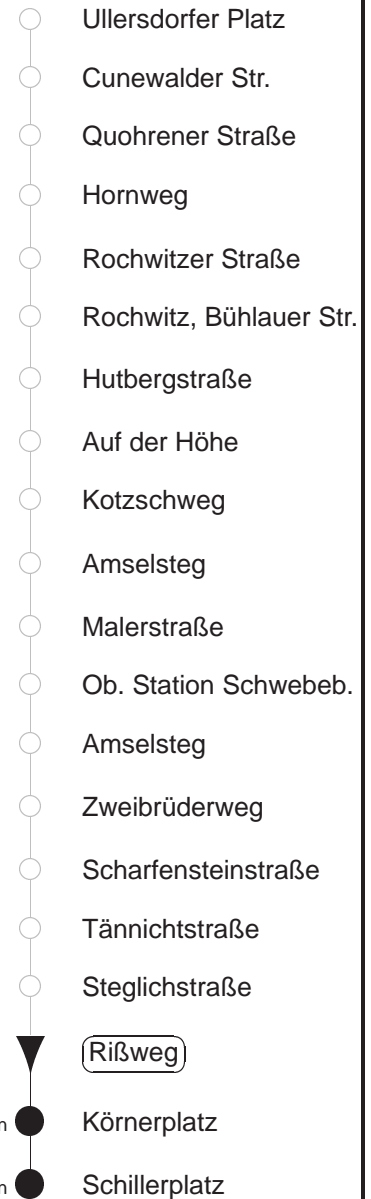 Ullersdorfer Platz
Cunewalder Str.
Quohrener Straße
Hornweg
Rochwitzer Straße
Rochwitz, Bühlauer Str.
Hutbergstraße
Auf der Höhe
Kotzschweg
Amselsteg
Malerstraße
Ob. Station Schwebeb.
Amselsteg
Zweibrüderweg
Scharfensteinstraße
Tännichtstraße
Steglichstraße
Rißweg
Körnerplatz
Schillerplatz